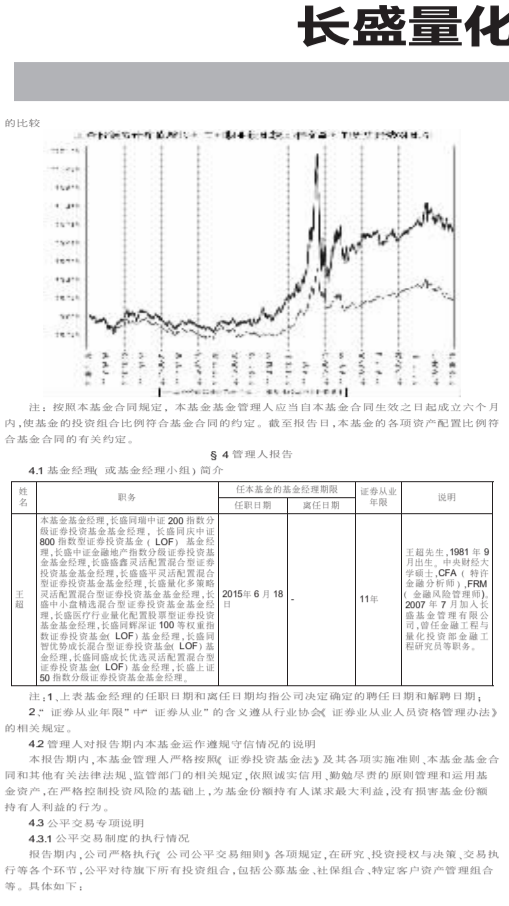 长盛量化
的比较
注：按照本基金合同规定，本基金基金管理人应当自本基金合同生效之日起成立六个月
内,使基金的投资组合比例符合基金合同的约定。截至报告日,本基金的各项资产配置比例符
合基金合同的有关约定。
§ 4 管理人报告
4.1 基金经理( 或基金经理小组) 简介
姓名 职务 任本基金的基金经理期限 证券从业年限 说明
任职日期 离任日期
王超
本基金基金经理,长盛同瑞中证 200 指数分
级证券投资基金基金经理，长盛同庆中证
800 指数型证券投资基金 ( LOF) 基金经
理,长盛中证金融地产指数分级证券投资基
金基金经理,长盛盛鑫灵活配置混合型证券
投资基金基金经理,长盛盛平灵活配置混合
型证券投资基金基金经理,长盛量化多策略
灵活配置混合型证券投资基金基金经理,长
盛中小盘精选混合型证券投资基金基金经
理,长盛医疗行业量化配置股票型证券投资
基金基金经理,长盛同辉深证 100 等权重指
数证券投资基金( LOF) 基金经理,长盛同
智优势成长混合型证券投资基金( LOF) 基
金经理,长盛同盛成长优选灵活配置混合型
证券投资基金( LOF) 基金经理,长盛上证
50 指数分级证券投资基金基金经理。
2015年 6 月 18
日
-
11年
王超先生,1981 年 9
月出生。中央财经大
学硕士,CFA ( 特许
金融分析师) ,FRM
( 金融风险管理师)。
2007 年 7 月加入长
盛基金管理有限公
司,曾任金融工程与
量化投资部金融工
程研究员等职务。
注:1、上表基金经理的任职日期和离任日期均指公司决定确定的聘任日期和解聘日期；
2、“ 证券从业年限” 中“ 证券从业” 的含义遵从行业协会《 证券业从业人员资格管理办法》
的相关规定。
4.2 管理人对报告期内本基金运作遵规守信情况的说明
本报告期内,本基金管理人严格按照《 证券投资基金法》 及其各项实施准则、本基金基金合
同和其他有关法律法规、监管部门的相关规定,依照诚实信用、勤勉尽责的原则管理和运用基
金资产,在严格控制投资风险的基础上,为基金份额持有人谋求最大利益,没有损害基金份额
持有人利益的行为。
4.3 公平交易专项说明
4.3.1 公平交易制度的执行情况
报告期内,公司严格执行《 公司公平交易细则》 各项规定,在研究、投资授权与决策、交易执
行等各个环节,公平对待旗下所有投资组合,包括公募基金、社保组合、特定客户资产管理组合
等。具体如下：